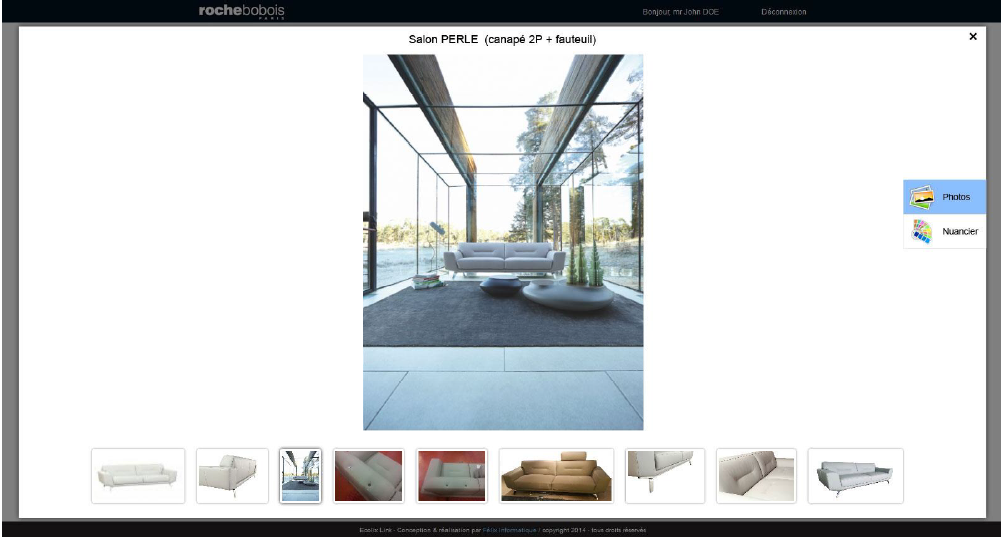 rochebobois
PARIS
Bonjour, mr John DOE
Déconnexion
Salon PERLE (canapé 2P + fauteuil)
×
Photos
Nuancier
Easlix Link - Conception & réalisation par Félix Informatique / copyright 2014 - tous droits réservés